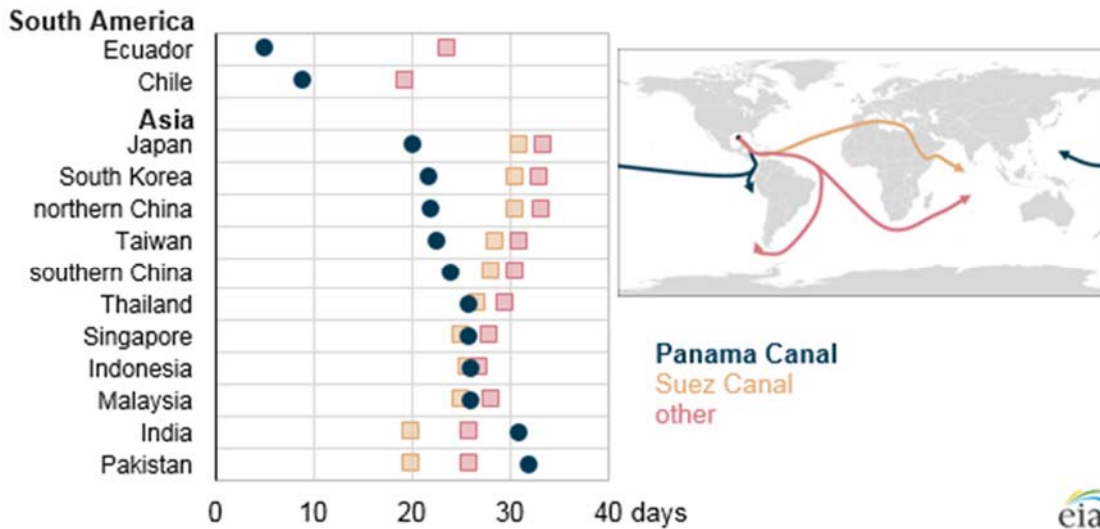 South America
Ecuador
Chile
Asia
Japan
South Korea
northern China
Taiwan
southern China
Thailand
Singapore
Indonesia
Malaysia
India
Pakistan
0 10 20 30 40 days
Panama Canal
Suez Canal
other
eia